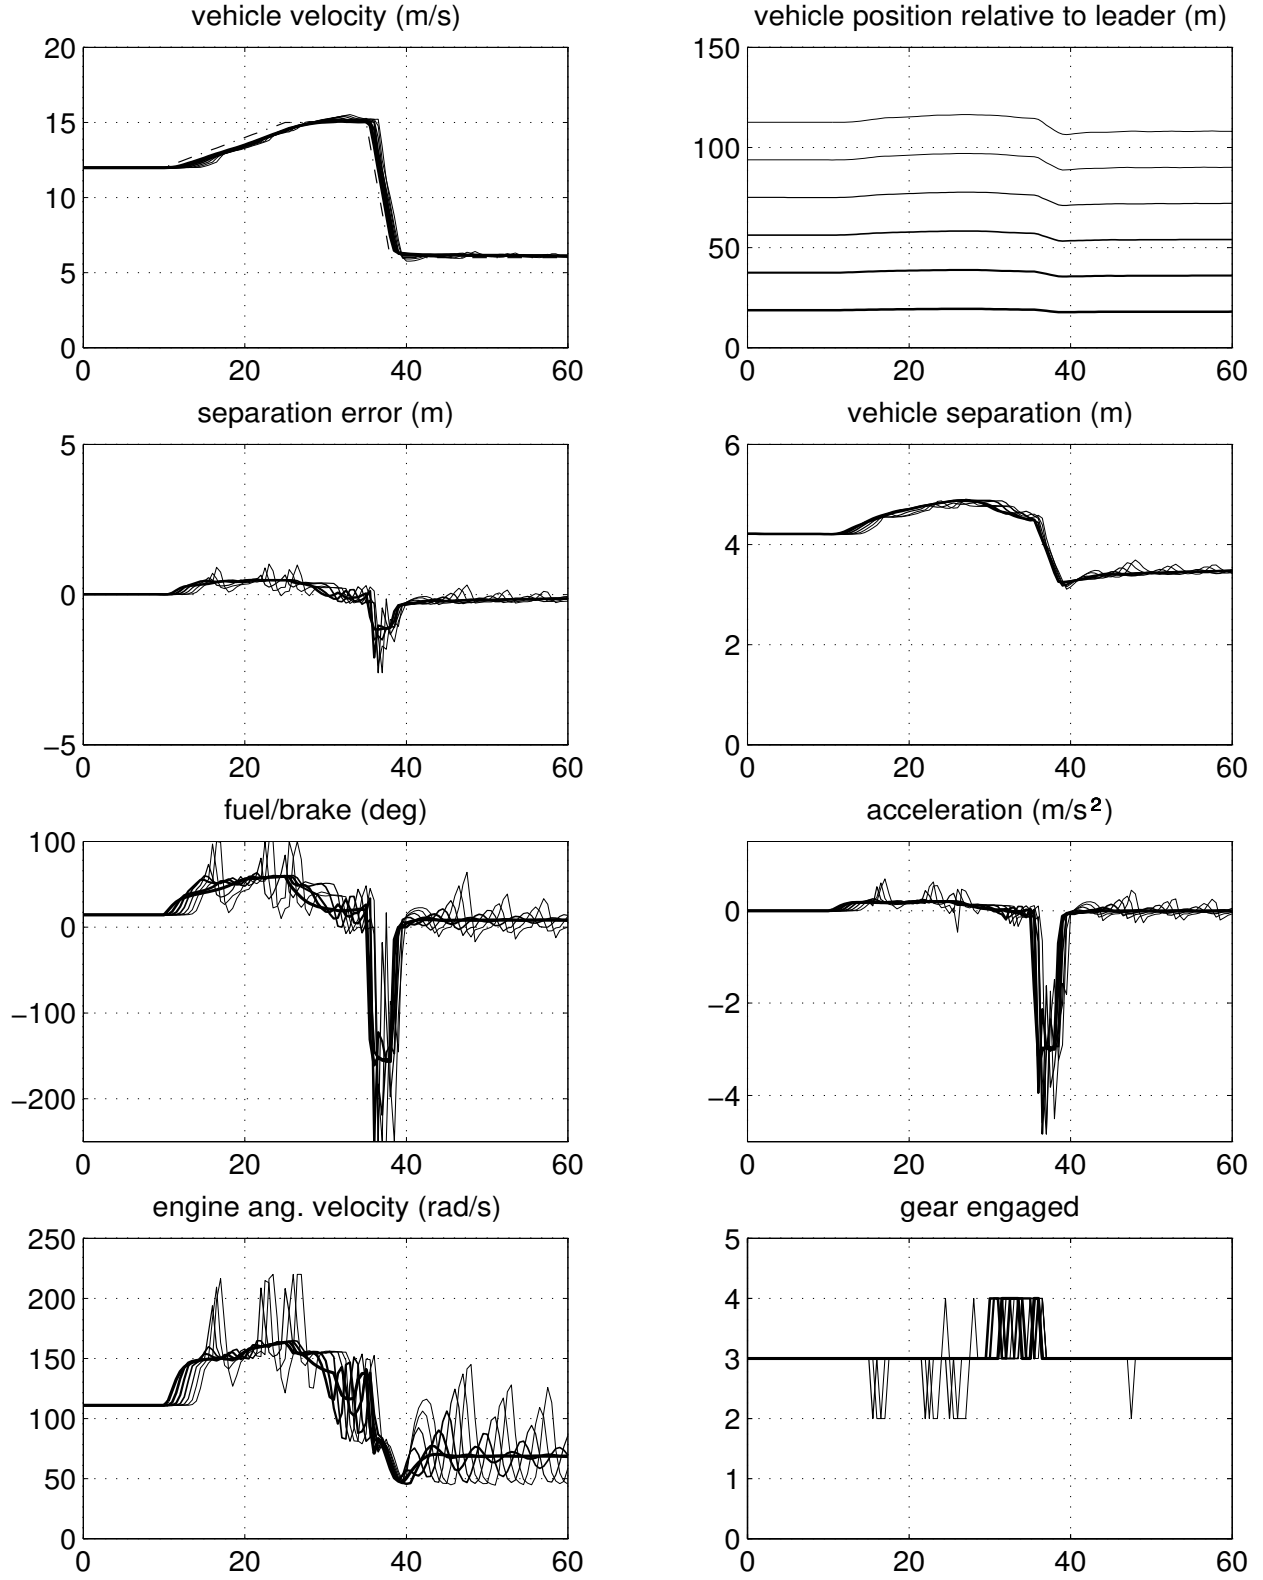 vehicle velocity (m/s)
20
15
10
5
0
0 20 40 60
vehicle position relative to leader (m)
150
100
50
0
0 20 40 60
separation error (m)
5
0
−5
0 20 40 60
vehicle separation (m)
6
4
2
0
0 20 40 60
fuel/brake (deg)
100
0
−100
−200
0 20 40 60
acceleration (m/s²)
0
−2
−4
0 20 40 60
engine ang. velocity (rad/s)
250
200
150
100
50
0
0 20 40 60
gear engaged
5
4
3
2
1
0
0 20 40 60